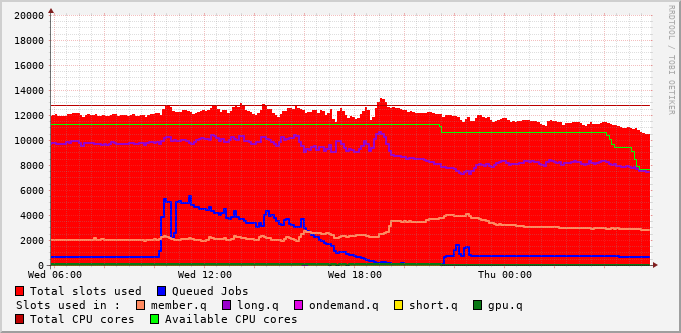 20000
18000
16000
14000
12000
10000
8000
6000
4000
2000
0
Wed 06:00 Wed 12:00 Wed 18:00 Thu 00:00
RRDTOOL / TOBI OETIKER
Total slots used Queued Jobs
Slots used in : member.q long.q ondemand.q short.q gpu.q
Total CPU cores Available CPU cores